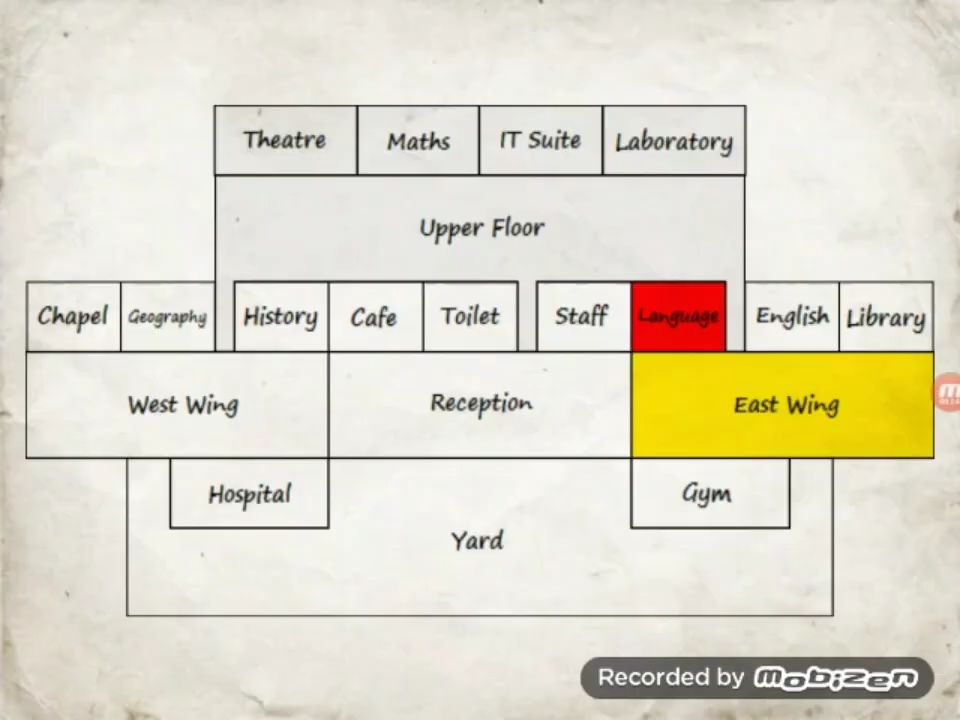 Theatre Maths IT Suite Laboratory
Upper Floor
Chapel Geography History Cafe Toilet Staff Language English Library
West Wing Reception East Wing
Hospital Gym
Yard
Recorded by mobizen